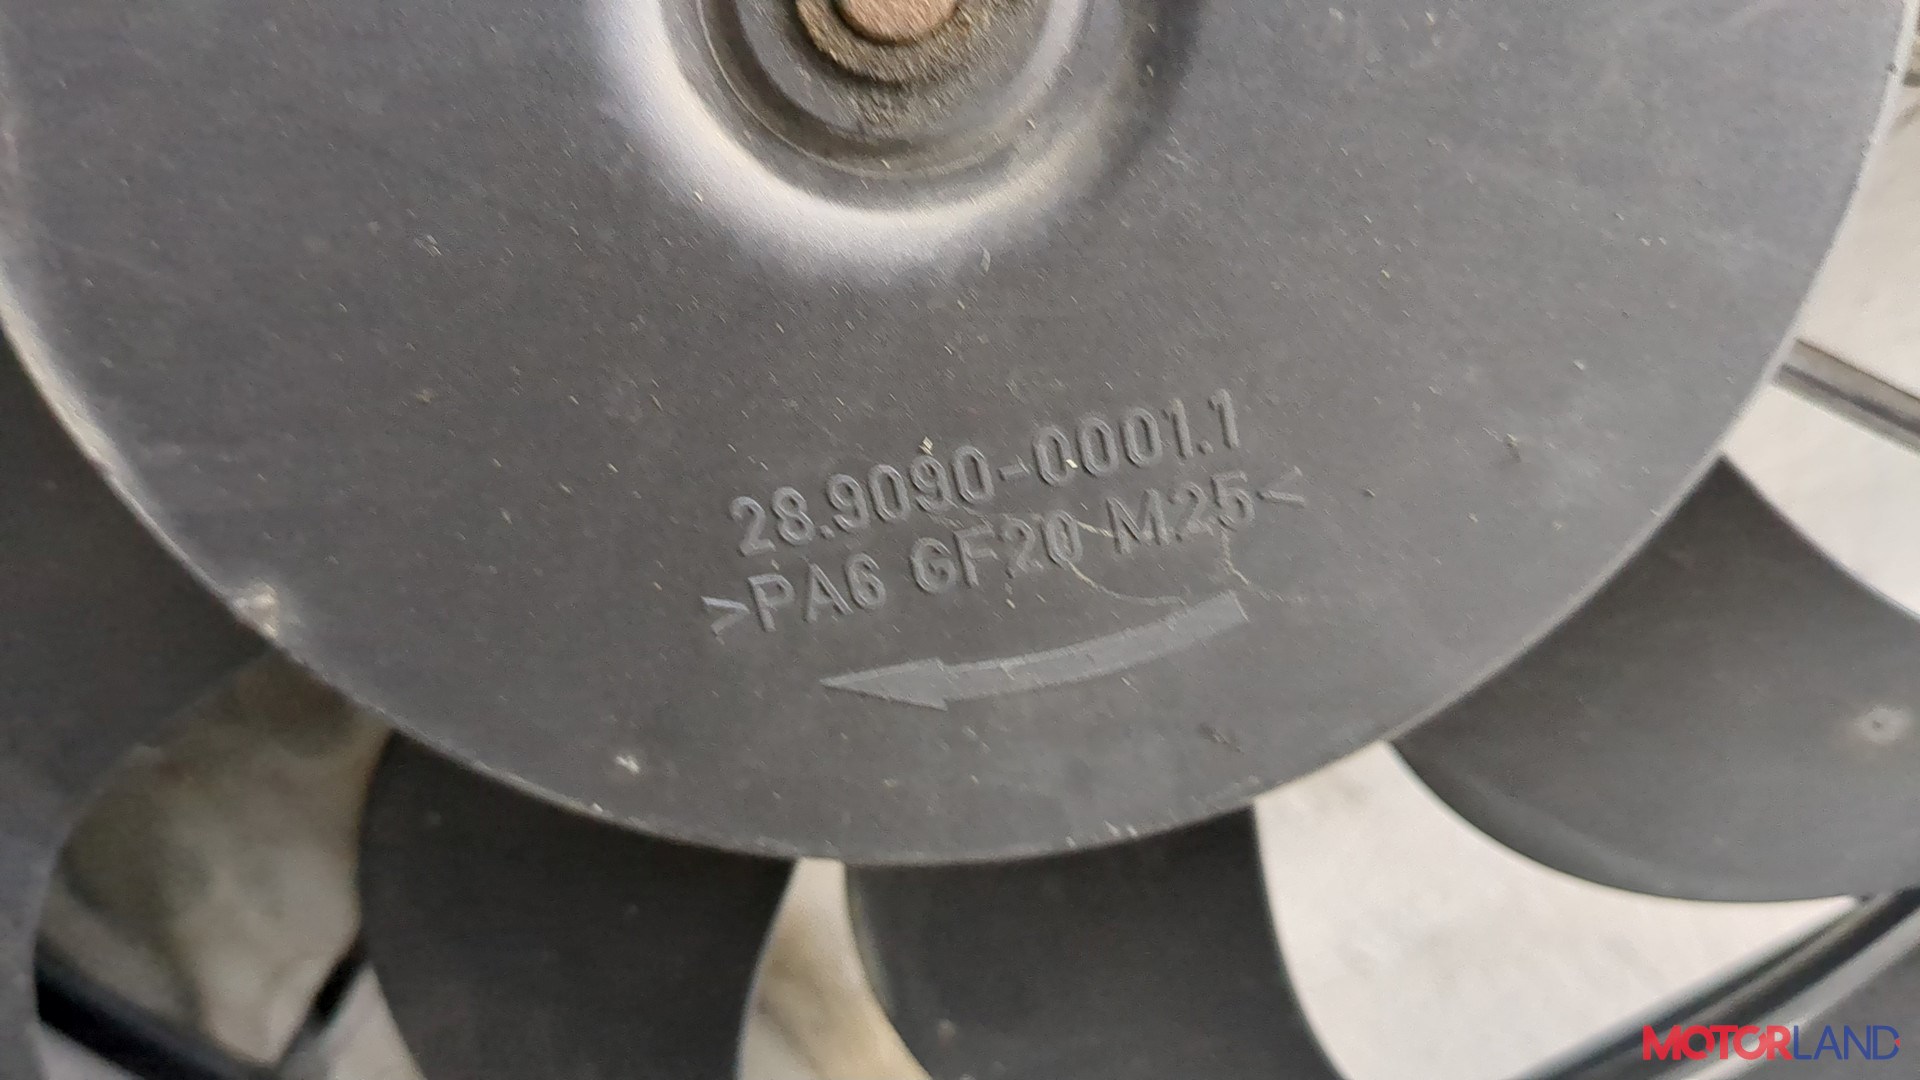 28.9090-0001.1
>PA6 GF20 M25<
MOTORLAND